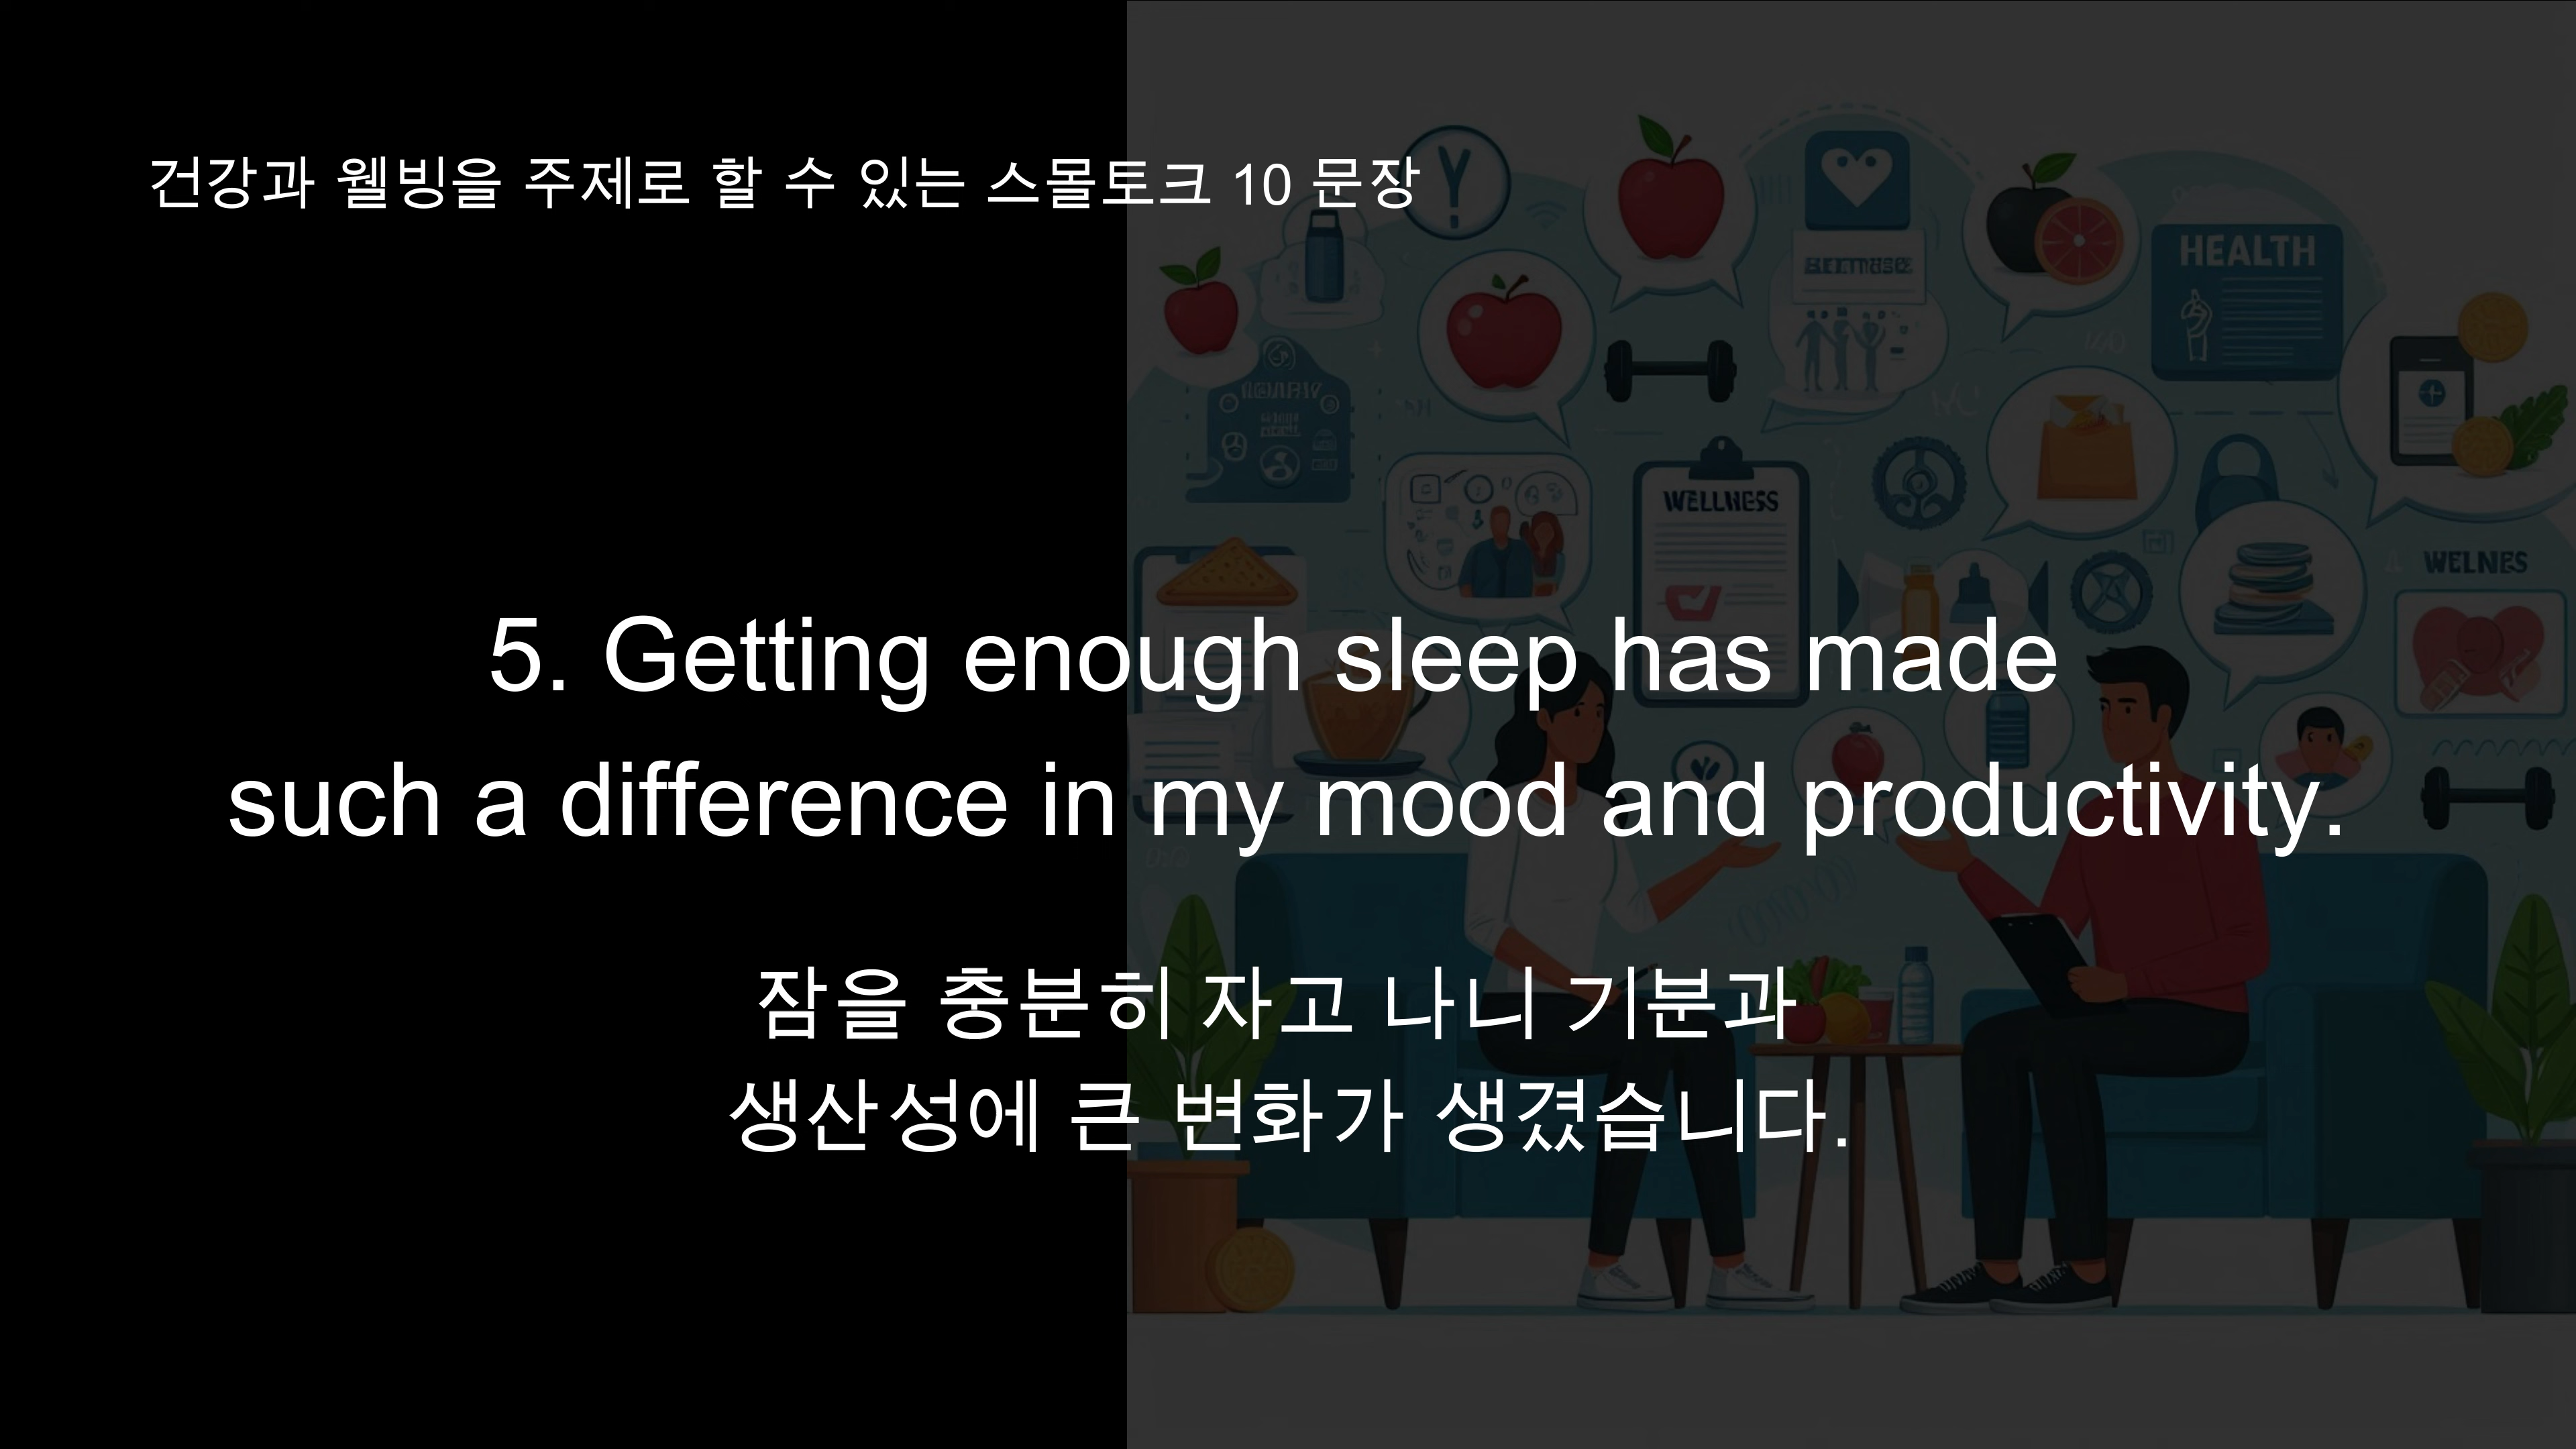 건강과 웰빙을 주제로 할 수 있는 스몰토크 10 문장
HEALTH
WELLNESS
WELNES
5. Getting enough sleep has made
such a difference in my mood and productivity.
잠을 충분히 자고 나니 기분과
생산성에 큰 변화가 생겼습니다.